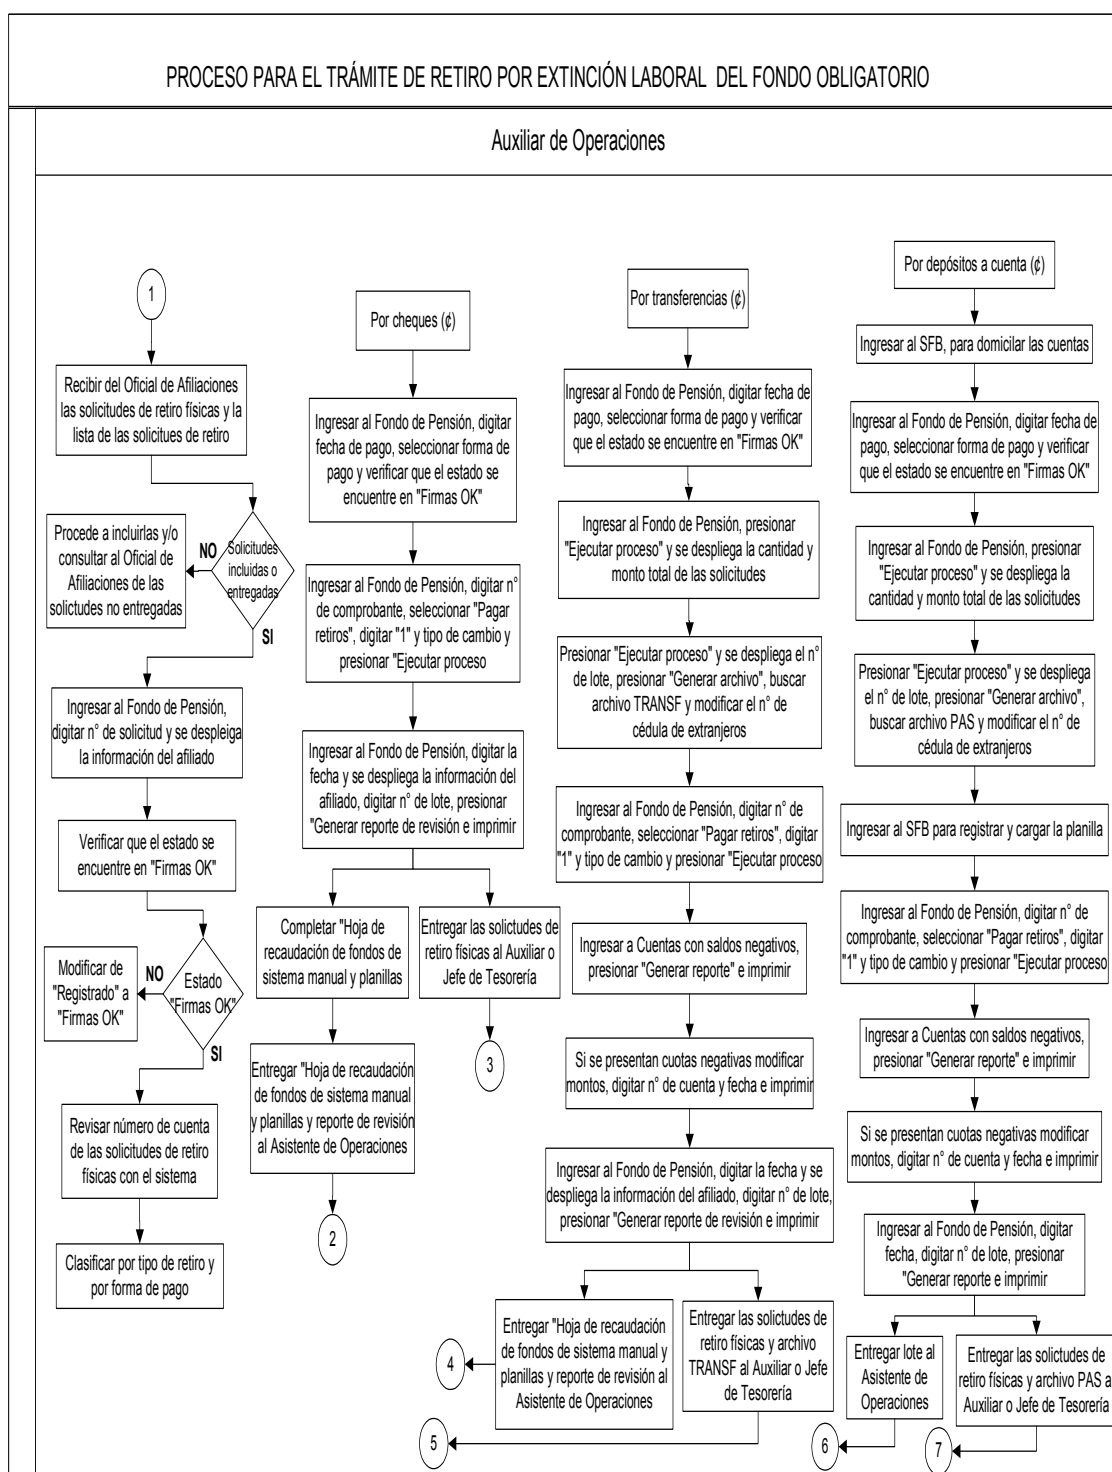 PROCESO PARA EL TRÁMITE DE RETIRO POR EXTINCIÓN LABORAL DEL FONDO OBLIGATORIO
Auxiliar de Operaciones
1
Recibir del Oficial de Afiliaciones
las solicitudes de retiro físicas y la
lista de las solicitues de retiro
Solicitudes
incluidas o
entregadas
NO
Procede a incluirlas y/o
consultar al Oficial de
Afiliaciones de las
solictudes no entregadas
SI
Ingresar al Fondo de Pensión,
digitar n° de solicitud y se despleiga
la información del afiliado
Verificar que el estado se
encuentre en "Firmas OK"
Estado
"Firmas OK"
NO
Modificar de
"Registrado" a
"Firmas OK"
SI
Revisar número de cuenta
de las solicitudes de retiro
físicas con el sistema
Clasificar por tipo de retiro y
por forma de pago
Por cheques (¢)
Ingresar al Fondo de Pensión, digitar
fecha de pago, seleccionar forma de
pago y verificar que el estado se
encuentre en "Firmas OK"
Ingresar al Fondo de Pensión, digitar n°
de comprobante, seleccionar "Pagar
retiros", digitar "1" y tipo de cambio y
presionar "Ejecutar proceso
Ingresar al Fondo de Pensión, digitar la
fecha y se despliega la información del
afiliado, digitar n° de lote, presionar
"Generar reporte de revisión e imprimir
Completar "Hoja de
recaudación de fondos de
sistema manual y planillas
Entregar "Hoja de recaudación
de fondos de sistema manual
y planillas y reporte de revisión
al Asistente de Operaciones
2
Entregar las solictudes de
retiro físicas al Auxiliar o
Jefe de Tesorería
3
Por transferencias (¢)
Ingresar al Fondo de Pensión, digitar fecha de
pago, seleccionar forma de pago y verificar
que el estado se encuentre en "Firmas OK"
Ingresar al Fondo de Pensión, presionar
"Ejecutar proceso" y se despliega la cantidad y
monto total de las solicitudes
Presionar "Ejecutar proceso" y se despliega el n°
de lote, presionar "Generar archivo", buscar
archivo TRANSF y modificar el n° de
cédula de extranjeros
Ingresar al Fondo de Pensión, digitar n° de
comprobante, seleccionar "Pagar retiros", digitar
"1" y tipo de cambio y presionar "Ejecutar proceso
Ingresar a Cuentas con saldos negativos,
presionar "Generar reporte" e imprimir
Si se presentan cuotas negativas modificar
montos, digitar n° de cuenta y fecha e imprimir
Ingresar al Fondo de Pensión, digitar la fecha y se
despliega la información del afiliado, digitar n° de lote,
presionar "Generar reporte de revisión e imprimir
Entregar "Hoja de recaudación
de fondos de sistema manual y
planillas y reporte de revisión al
Asistente de Operaciones
4
Entregar las solictudes de
retiro físicas y archivo
TRANSF al Auxiliar o Jefe
de Tesorería
5
Por depósitos a cuenta (¢)
Ingresar al SFB, para domicilar las cuentas
Ingresar al Fondo de Pensión, digitar fecha de
pago, seleccionar forma de pago y verificar
que el estado se encuentre en "Firmas OK"
Ingresar al Fondo de Pensión, presionar
"Ejecutar proceso" y se despliega la
cantidad y monto total de las solicitudes
Presionar "Ejecutar proceso" y se despliega
el n° de lote, presionar "Generar archivo",
buscar archivo PAS y modificar el n° de
cédula de extranjeros
Ingresar al SFB para registrar y cargar la planilla
Ingresar al Fondo de Pensión, digitar n° de
comprobante, seleccionar "Pagar retiros", digitar
"1" y tipo de cambio y presionar "Ejecutar proceso
Ingresar a Cuentas con saldos negativos,
presionar "Generar reporte" e imprimir
Si se presentan cuotas negativas modificar
montos, digitar n° de cuenta y fecha e imprimir
Ingresar al Fondo de Pensión, digitar
fecha, digitar n° de lote, presionar
"Generar reporte e imprimir
Entregar lote al
Asistente de
Operaciones
6
Entregar las solictudes de
retiro físicas y archivo PAS a
Auxiliar o Jefe de Tesorería
7